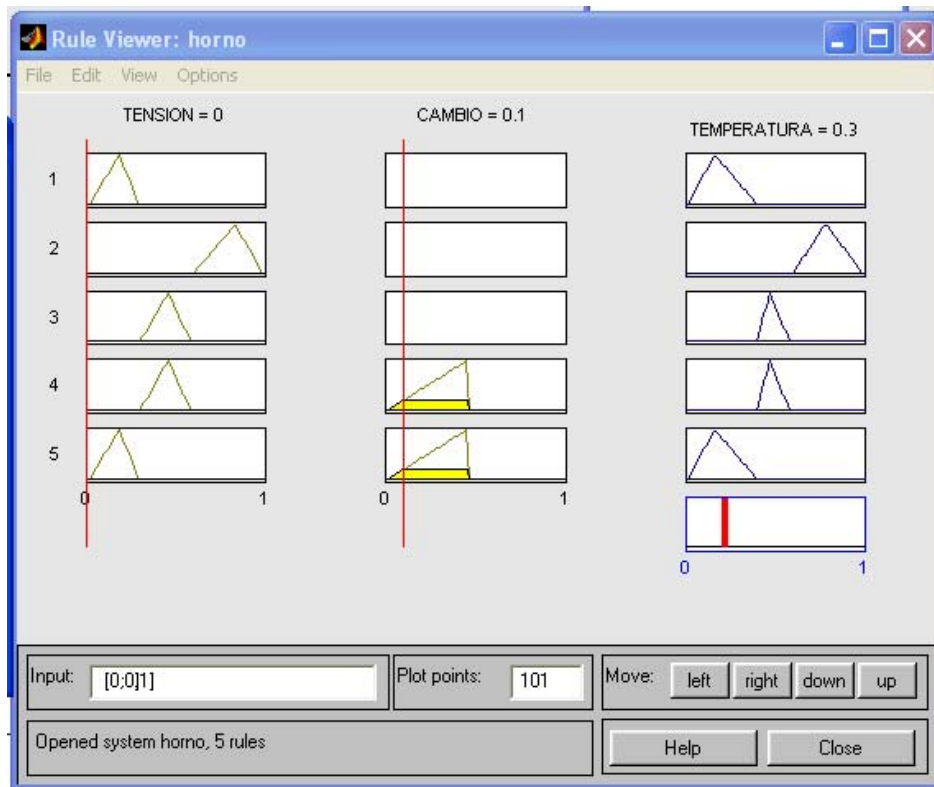 Rule Viewer: horno
File Edit View Options
TENSION = 0 CAMBIO = 0.1 TEMPERATURA = 0.3
1
2
3
4
5
0 1 0 1
0 1
Input: [0;0]1] Plot points: 101 Move: left right down up
Opened system horno, 5 rules Help Close